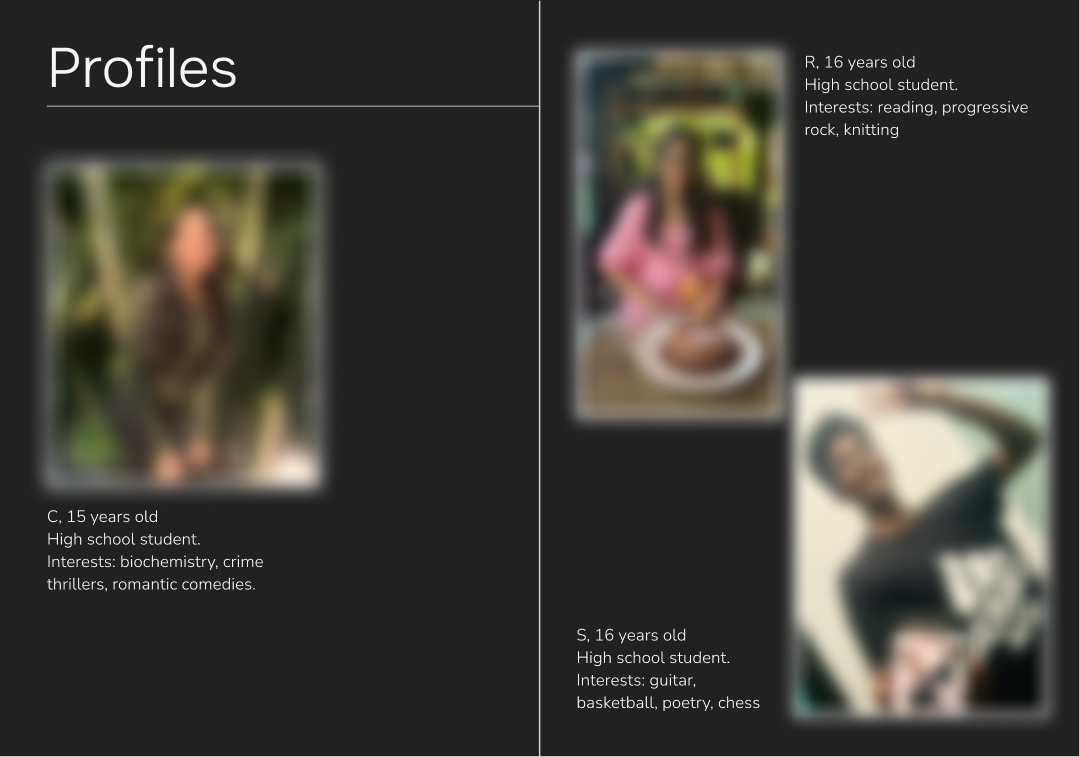 Profiles
C, 15 years old
High school student.
Interests: biochemistry, crime
thrillers, romantic comedies.
R, 16 years old
High school student.
Interests: reading, progressive
rock, knitting
S, 16 years old
High school student.
Interests: guitar,
basketball, poetry, chess